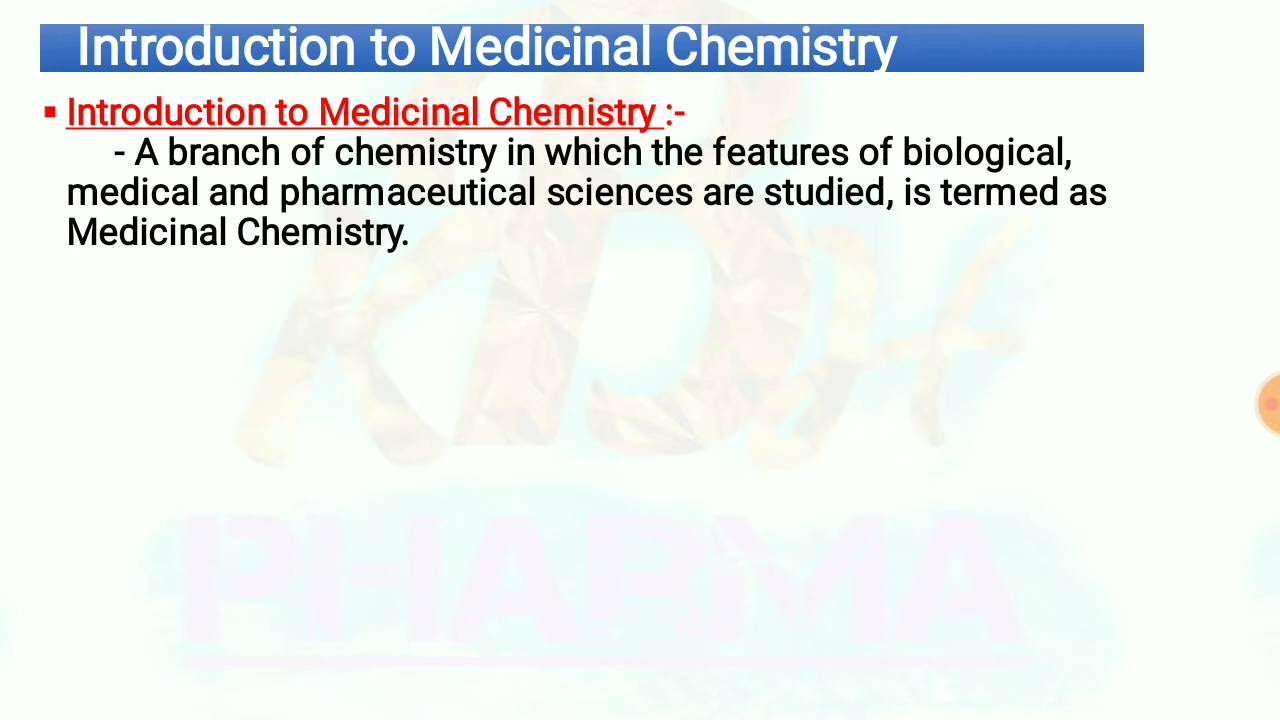 Introduction to Medicinal Chemistry
▪ Introduction to Medicinal Chemistry :-
- A branch of chemistry in which the features of biological,
medical and pharmaceutical sciences are studied, is termed as
Medicinal Chemistry.
PHARMA